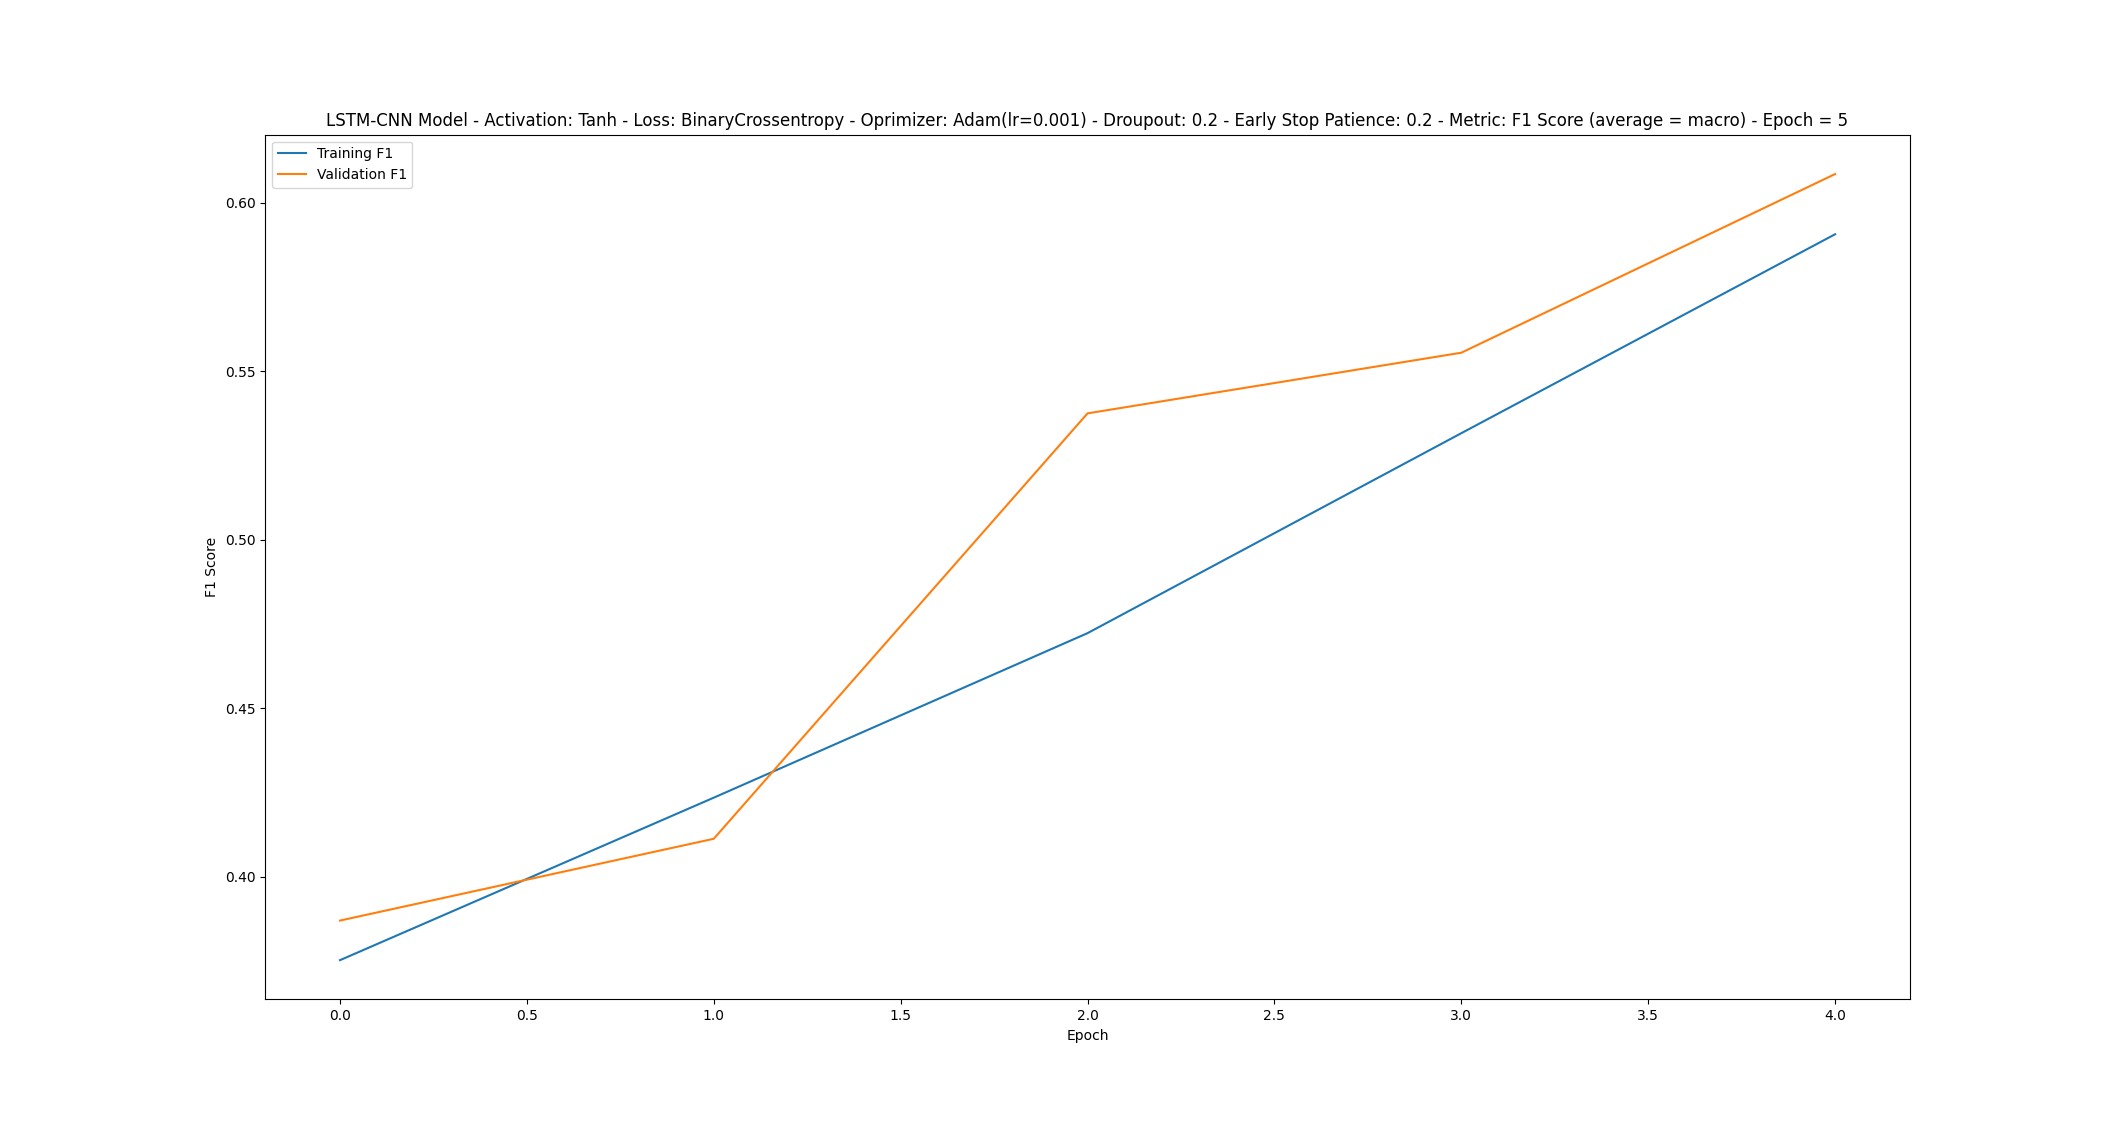 LSTM-CNN Model - Activation: Tanh - Loss: BinaryCrossentropy - Oprimizer: Adam(lr=0.001) - Droupout: 0.2 - Early Stop Patience: 0.2 - Metric: F1 Score (average = macro) - Epoch = 5
Training F1
Validation F1
0.60
0.55
0.50
0.45
0.40
F1 Score
0.0 0.5 1.0 1.5 2.0 2.5 3.0 3.5 4.0
Epoch